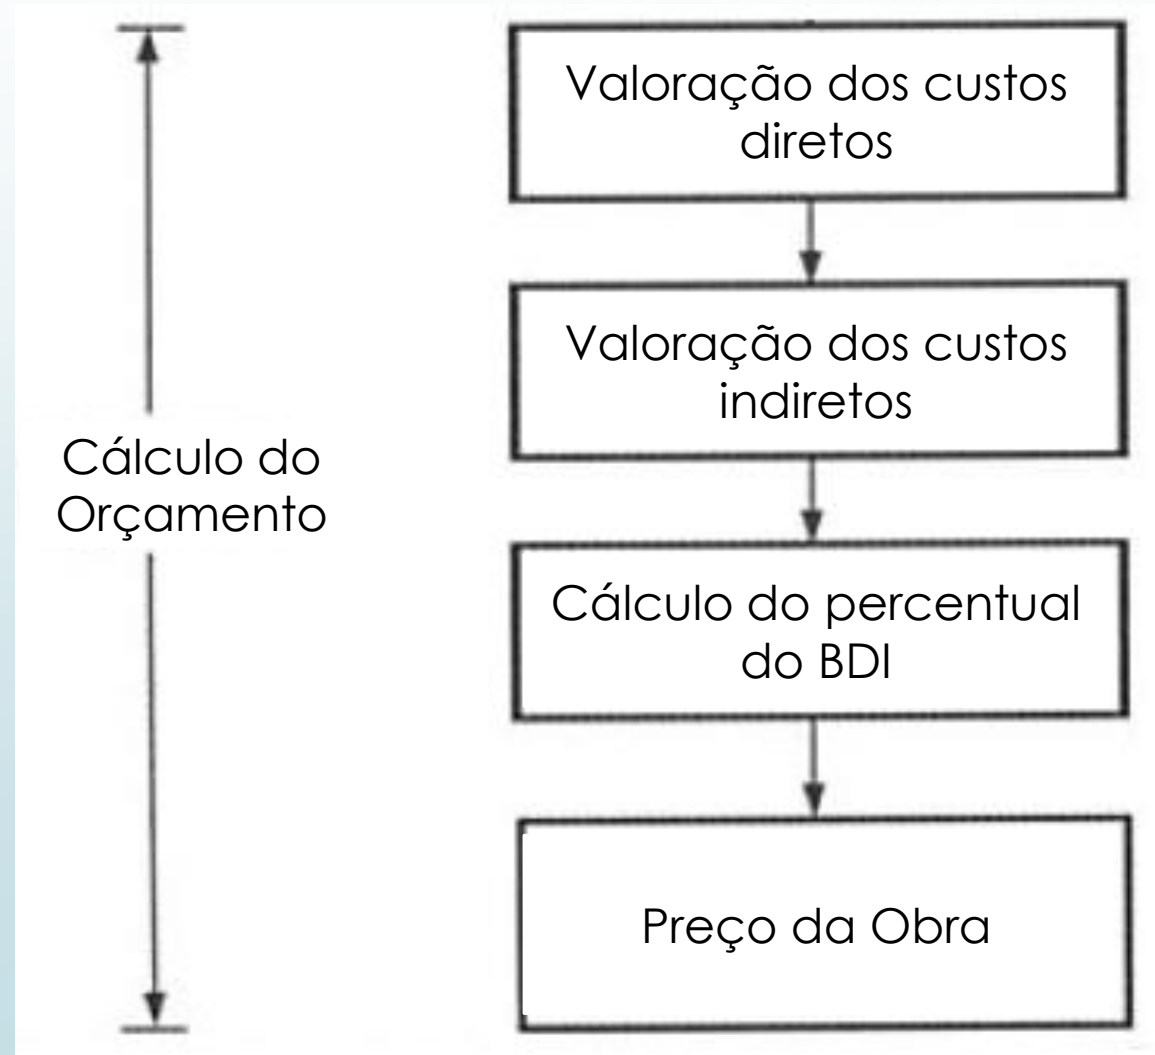 Valoração dos custos
diretos
Valoração dos custos
indiretos
Cálculo do
Orçamento
Cálculo do percentual
do BDI
Preço da Obra